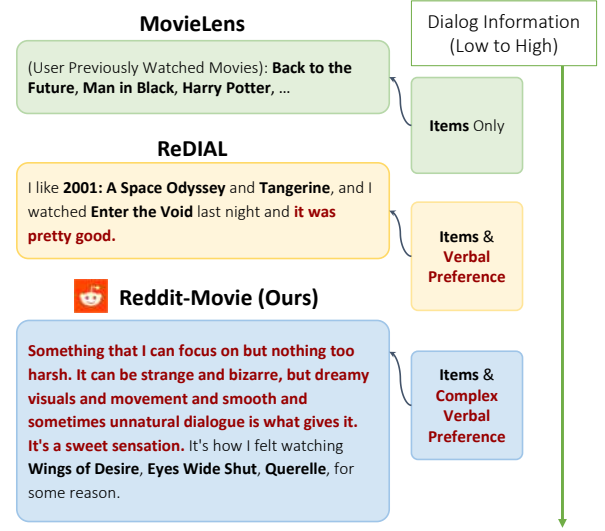 MovieLens
(User Previously Watched Movies): Back to the
Future, Man in Black, Harry Potter, ...
ReDIAL
I like 2001: A Space Odyssey and Tangerine, and I
watched Enter the Void last night and it was
pretty good.
Reddit-Movie (Ours)
Something that I can focus on but nothing too
harsh. It can be strange and bizarre, but dreamy
visuals and movement and smooth and
sometimes unnatural dialogue is what gives it.
It's a sweet sensation. It's how I felt watching
Wings of Desire, Eyes Wide Shut, Querelle, for
some reason.
Dialog Information
(Low to High)
Items Only
Items &
Verbal
Preference
Items &
Complex
Verbal
Preference